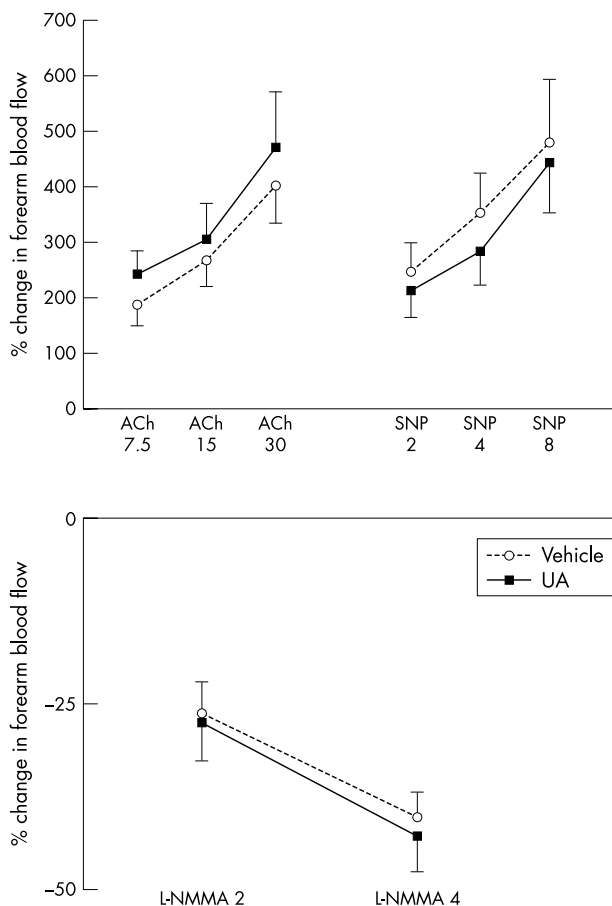 % change in forearm blood flow
700
600
500
400
300
200
100
0
ACh ACh ACh SNP SNP SNP
7.5 15 30 2 4 8
% change in forearm blood flow
0
–25
–50
Vehicle
UA
L-NMMA 2 L-NMMA 4